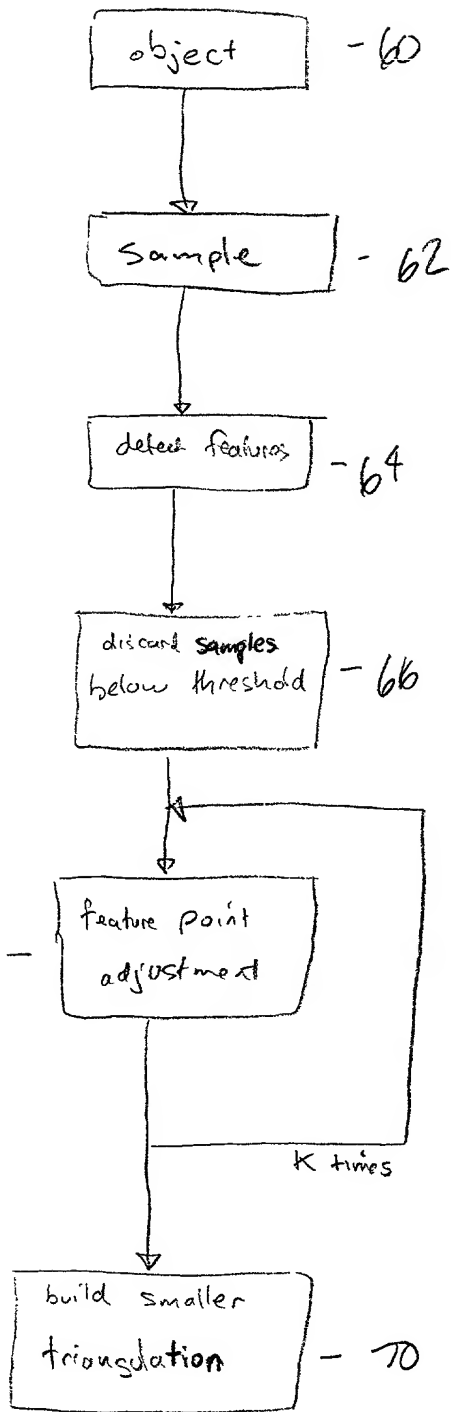 object - 60
sample - 62
detect features - 64
discard samples
below threshold - 66
feature point
adjustment
K times
build smaller
triangulation - 70